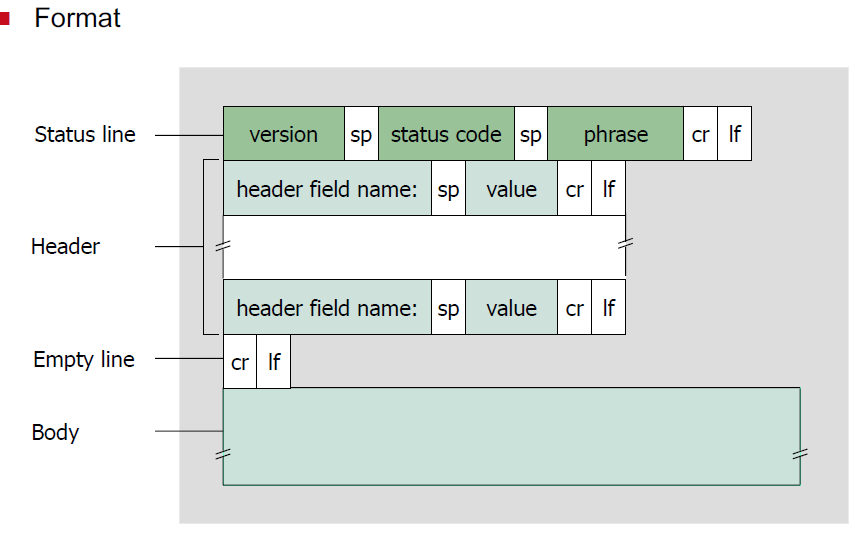 Format
Status line version sp status code sp phrase cr lf
header field name: sp value cr lf
Header
header field name: sp value cr lf
Empty line cr lf
Body